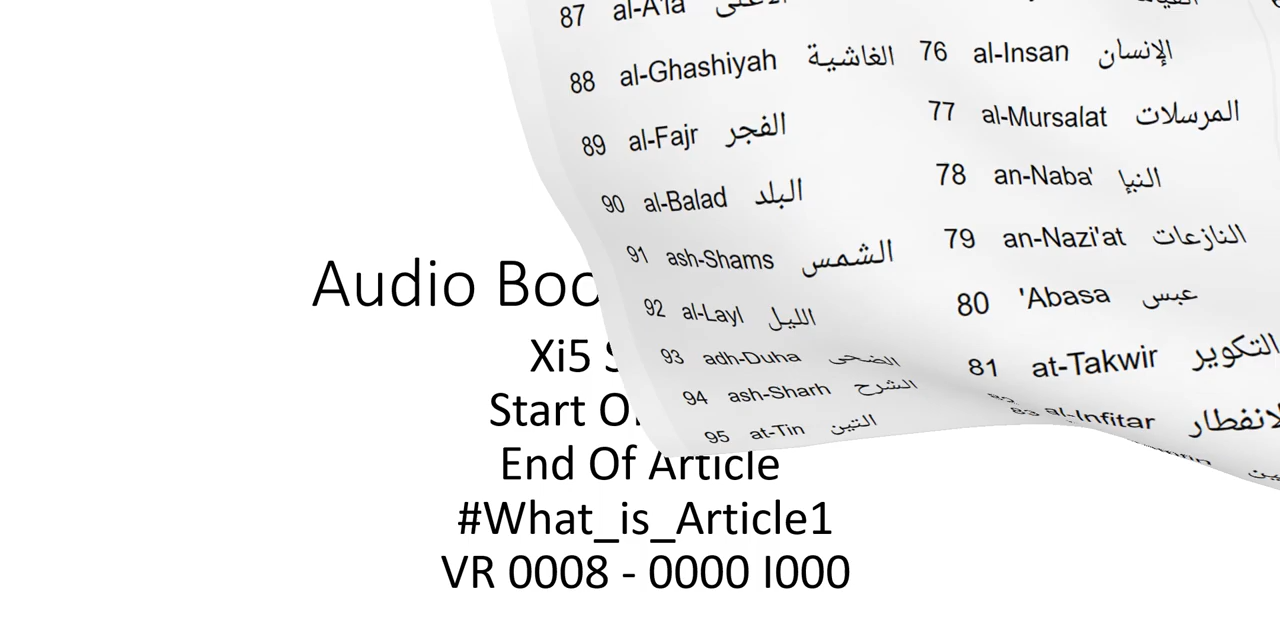 87 al-A'la الأعلى
88 al-Ghashiyah الغاشية
89 al-Fajr الفجر
90 al-Balad البلد
91 ash-Shams الشمس
92 al-Layl الليل
93 adh-Duha الضحى
94 ash-Sharh الشرح
95 at-Tin التين
76 al-Insan الإنسان
77 al-Mursalat المرسلات
78 an-Naba' النبإ
79 an-Nazi'at النازعات
80 'Abasa عبس
81 at-Takwir التكوير
82
83 al-Infitar الانفطار
Audio Boo
Xi5
Start O
End Of Article
#What_is_Article1
VR 0008 - 0000 I000